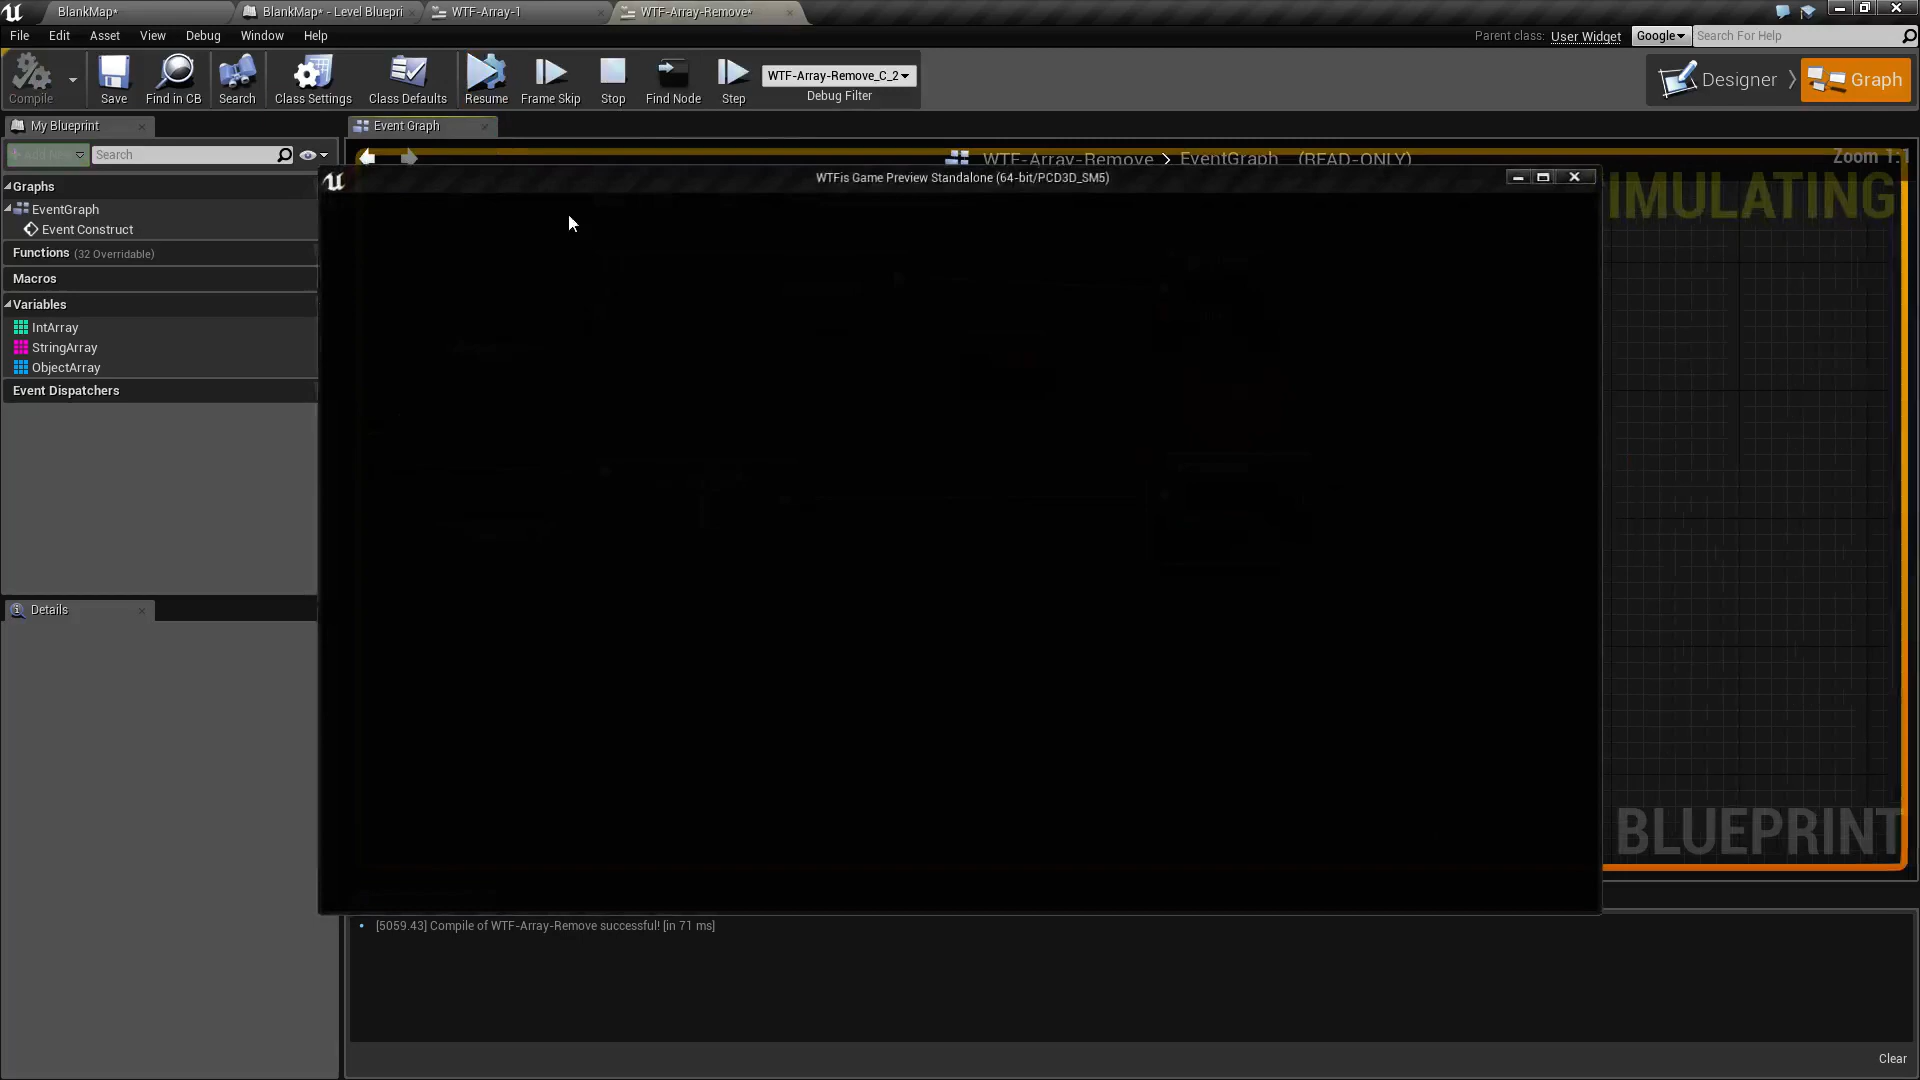 BlankMap*
BlankMap* - Level Bluepri
WTF-Array-1
WTF-Array-Remove*
File Edit Asset View Debug Window Help
Parent class: User Widget Google Search For Help
Compile
Save
Find in CB
Search
Class Settings
Class Defaults
Resume
Frame Skip
Stop
Find Node
Step
WTF-Array-Remove_C_2
Debug Filter
Designer
Graph
My Blueprint
Event Graph
Add New
Search
WTF-Array-Remove > EventGraph (READ-ONLY)
Zoom 1:1
WTFis Game Preview Standalone (64-bit/PCD3D_SM5)
IMULATING
Graphs
EventGraph
Event Construct
Functions (32 Overridable)
Macros
Variables
IntArray
StringArray
ObjectArray
Event Dispatchers
Details
BLUEPRINT
[5059.43] Compile of WTF-Array-Remove successful! [in 71 ms]
Clear